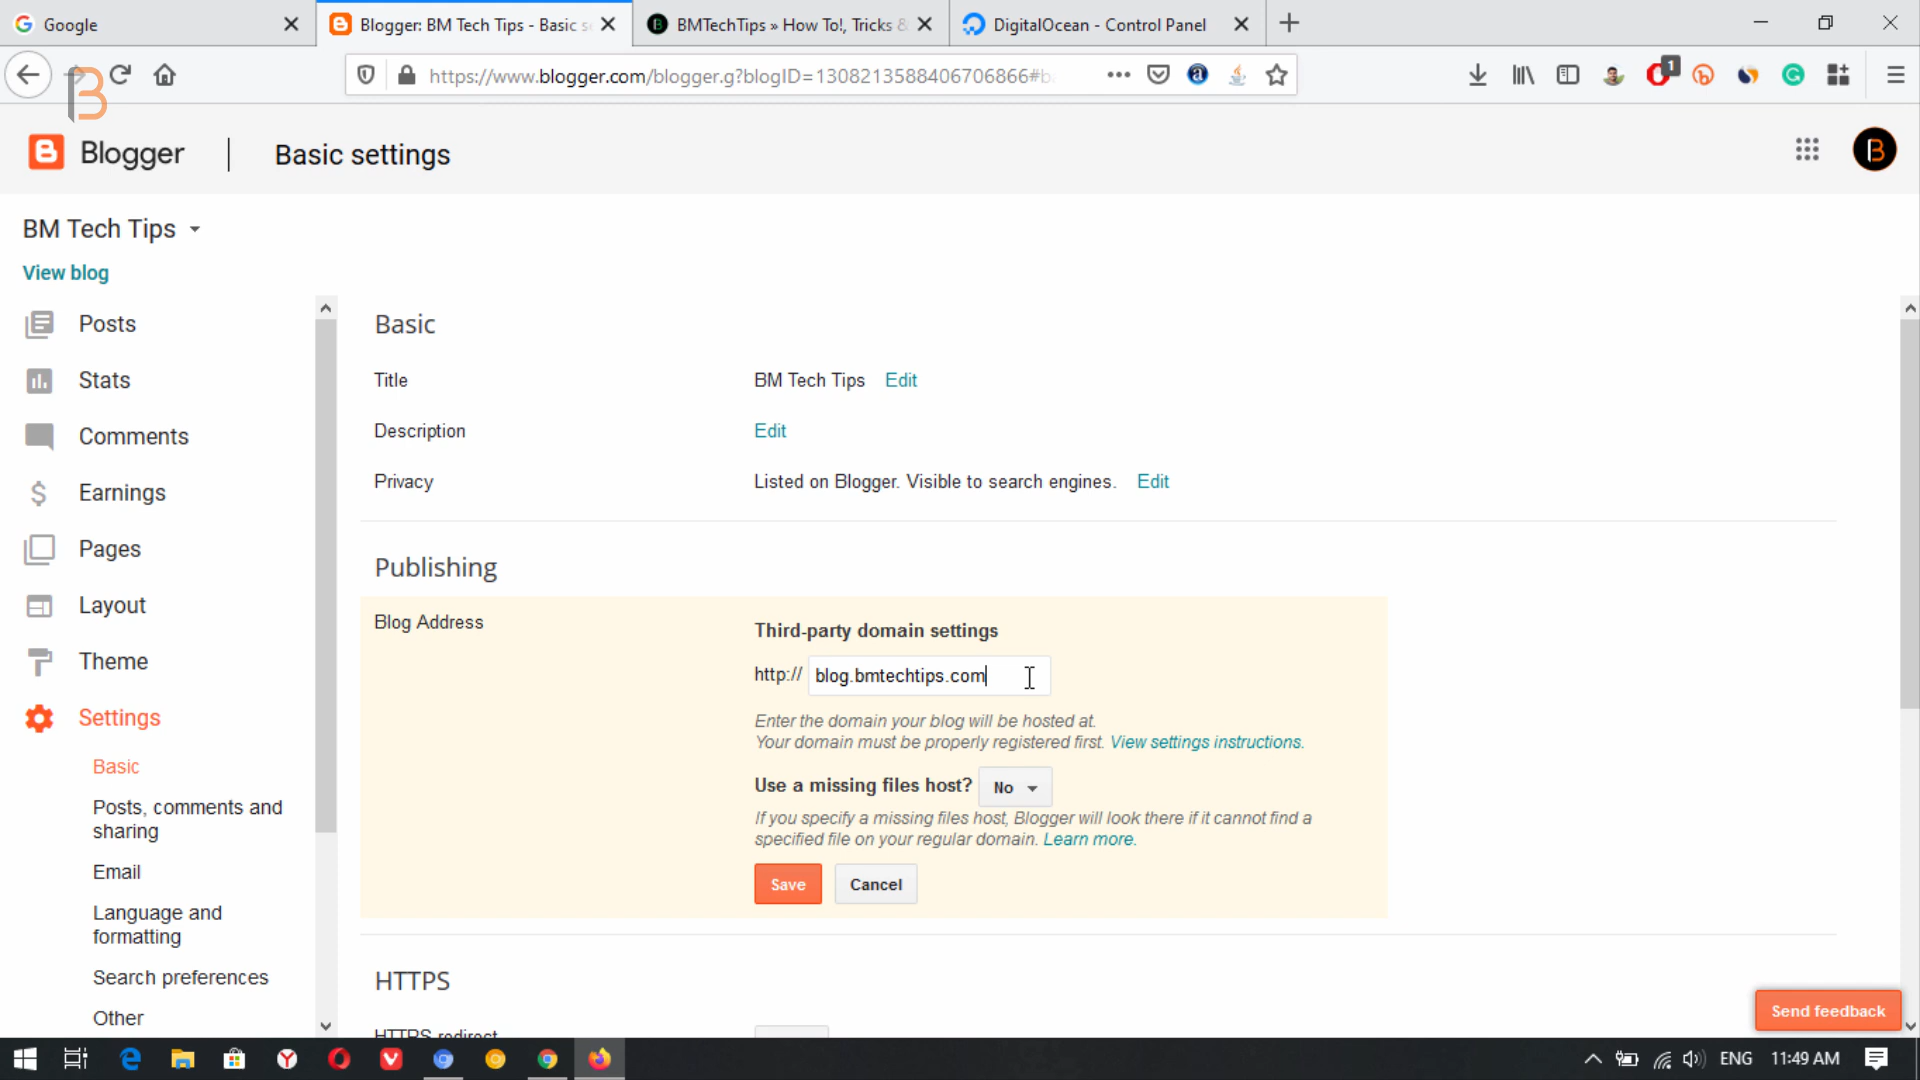 Google
Blogger: BM Tech Tips - Basic s
BMTechTips » How To!, Tricks &
DigitalOcean - Control Panel
https://www.blogger.com/blogger.g?blogID=1308213588406706866#b
1
Blogger
Basic settings
BM Tech Tips
View blog
Posts
Stats
Comments
Earnings
Pages
Layout
Theme
Settings
Basic
Posts, comments and
sharing
Email
Language and
formatting
Search preferences
Other
Basic
Title
BM Tech Tips Edit
Description
Edit
Privacy
Listed on Blogger. Visible to search engines. Edit
Publishing
Blog Address
Third-party domain settings
http:// blog.bmtechtips.com
Enter the domain your blog will be hosted at.
Your domain must be properly registered first. View settings instructions.
Use a missing files host? No
If you specify a missing files host, Blogger will look there if it cannot find a
specified file on your regular domain. Learn more.
Save Cancel
HTTPS
HTTPS redirect
Send feedback
ENG 11:49 AM